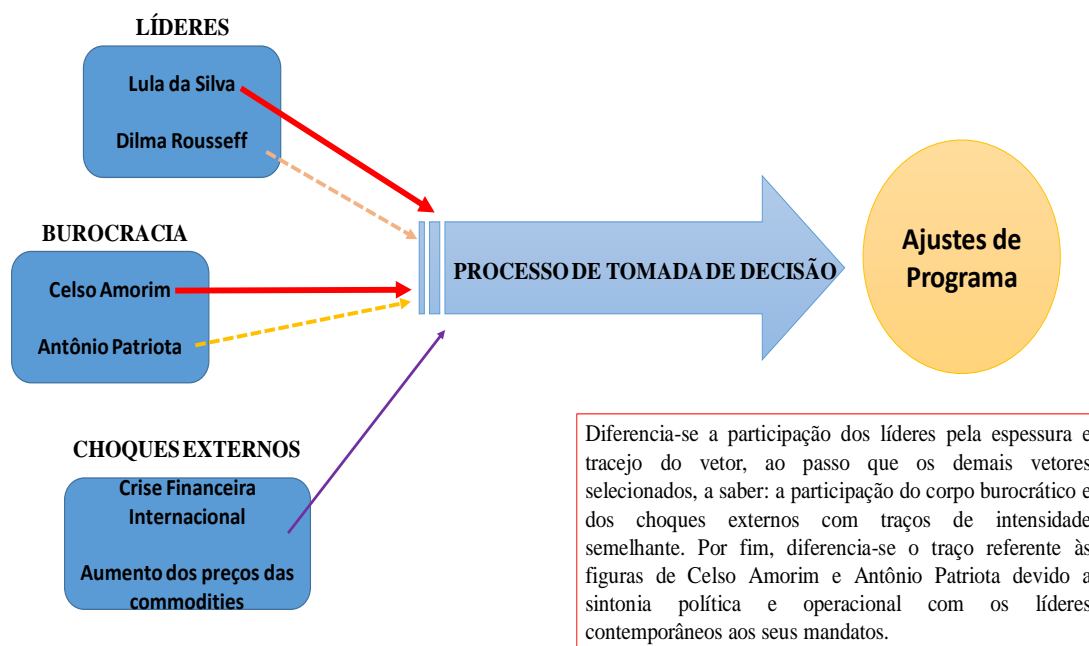 LÍDERES
Lula da Silva
Dilma Rousseff
BUROCRACIA
Celso Amorim
Antônio Patriota
CHOQUES EXTERNOS
Crise Financeira
Internacional
Aumento dos preços das
commodities
PROCESSO DE TOMADA DE DECISÃO
Ajustes de
Programa
Diferencia-se a participação dos líderes pela espessura e
tracejo do vetor, ao passo que os demais vetores
selecionados, a saber: a participação do corpo burocrático e
dos choques externos com traços de intensidade
semelhante. Por fim, diferencia-se o traço referente às
figuras de Celso Amorim e Antônio Patriota devido a
sintonia política e operacional com os líderes
contemporâneos aos seus mandatos.